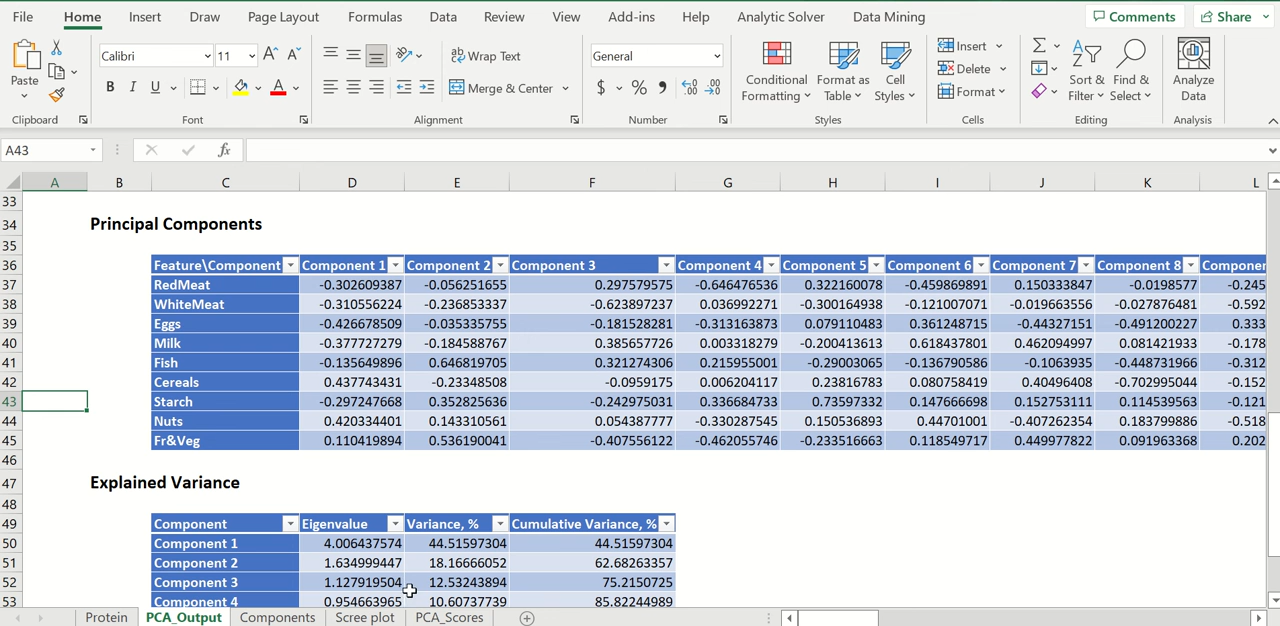 File Home Insert Draw Page Layout Formulas Data Review View Add-ins Help Analytic Solver Data Mining Comments Share
Calibri 11 Wrap Text General Insert
Paste B I U A Merge & Center $ % Conditional Formatting Format as Table Cell Styles Delete Format Sort & Filter Find & Select Analyze Data
Clipboard Font Alignment Number Styles Cells Editing Analysis
A43 fx
A B C D E F G H I J K L
33
34 Principal Components
35
36 Feature\Component Component 1 Component 2 Component 3 Component 4 Component 5 Component 6 Component 7 Component 8 Componen
37 RedMeat -0.302609387 -0.056251655 0.297579575 -0.646476536 0.322160078 -0.459869891 0.150333847 -0.0198577 -0.245
38 WhiteMeat -0.310556224 -0.236853337 -0.623897237 0.036992271 -0.300164938 -0.121007071 -0.019663556 -0.027876481 -0.592
39 Eggs -0.426678509 -0.035335755 -0.181528281 -0.313163873 0.079110483 0.361248715 -0.44327151 -0.491200227 0.333
40 Milk -0.377727279 -0.184588767 0.385657726 0.003318279 -0.200413613 0.618437801 0.462094997 0.081421933 -0.178
41 Fish -0.135649896 0.646819705 0.321274306 0.215955001 -0.29003065 -0.136790586 -0.1063935 -0.448731966 -0.312
42 Cereals 0.437743431 -0.23348508 -0.0959175 0.006204117 0.23816783 0.080758419 0.40496408 -0.702995044 -0.152
43 Starch -0.297247668 0.352825636 -0.242975031 0.336684733 0.73597332 0.147666698 0.152753111 0.114539563 -0.121
44 Nuts 0.420334401 0.143310561 0.054387777 -0.330287545 0.150536893 0.44701001 -0.407262354 0.183799886 -0.518
45 Fr&Veg 0.110419894 0.536190041 -0.407556122 -0.462055746 -0.233516663 0.118549717 0.449977822 0.091963368 0.202
46
47 Explained Variance
48
49 Component Eigenvalue Variance, % Cumulative Variance, %
50 Component 1 4.006437574 44.51597304 44.51597304
51 Component 2 1.634999447 18.16666052 62.68263357
52 Component 3 1.127919504 12.53243894 75.2150725
53 Component 4 0.954663965 10.60737739 85.82244989
Protein PCA_Output Components Scree plot PCA_Scores